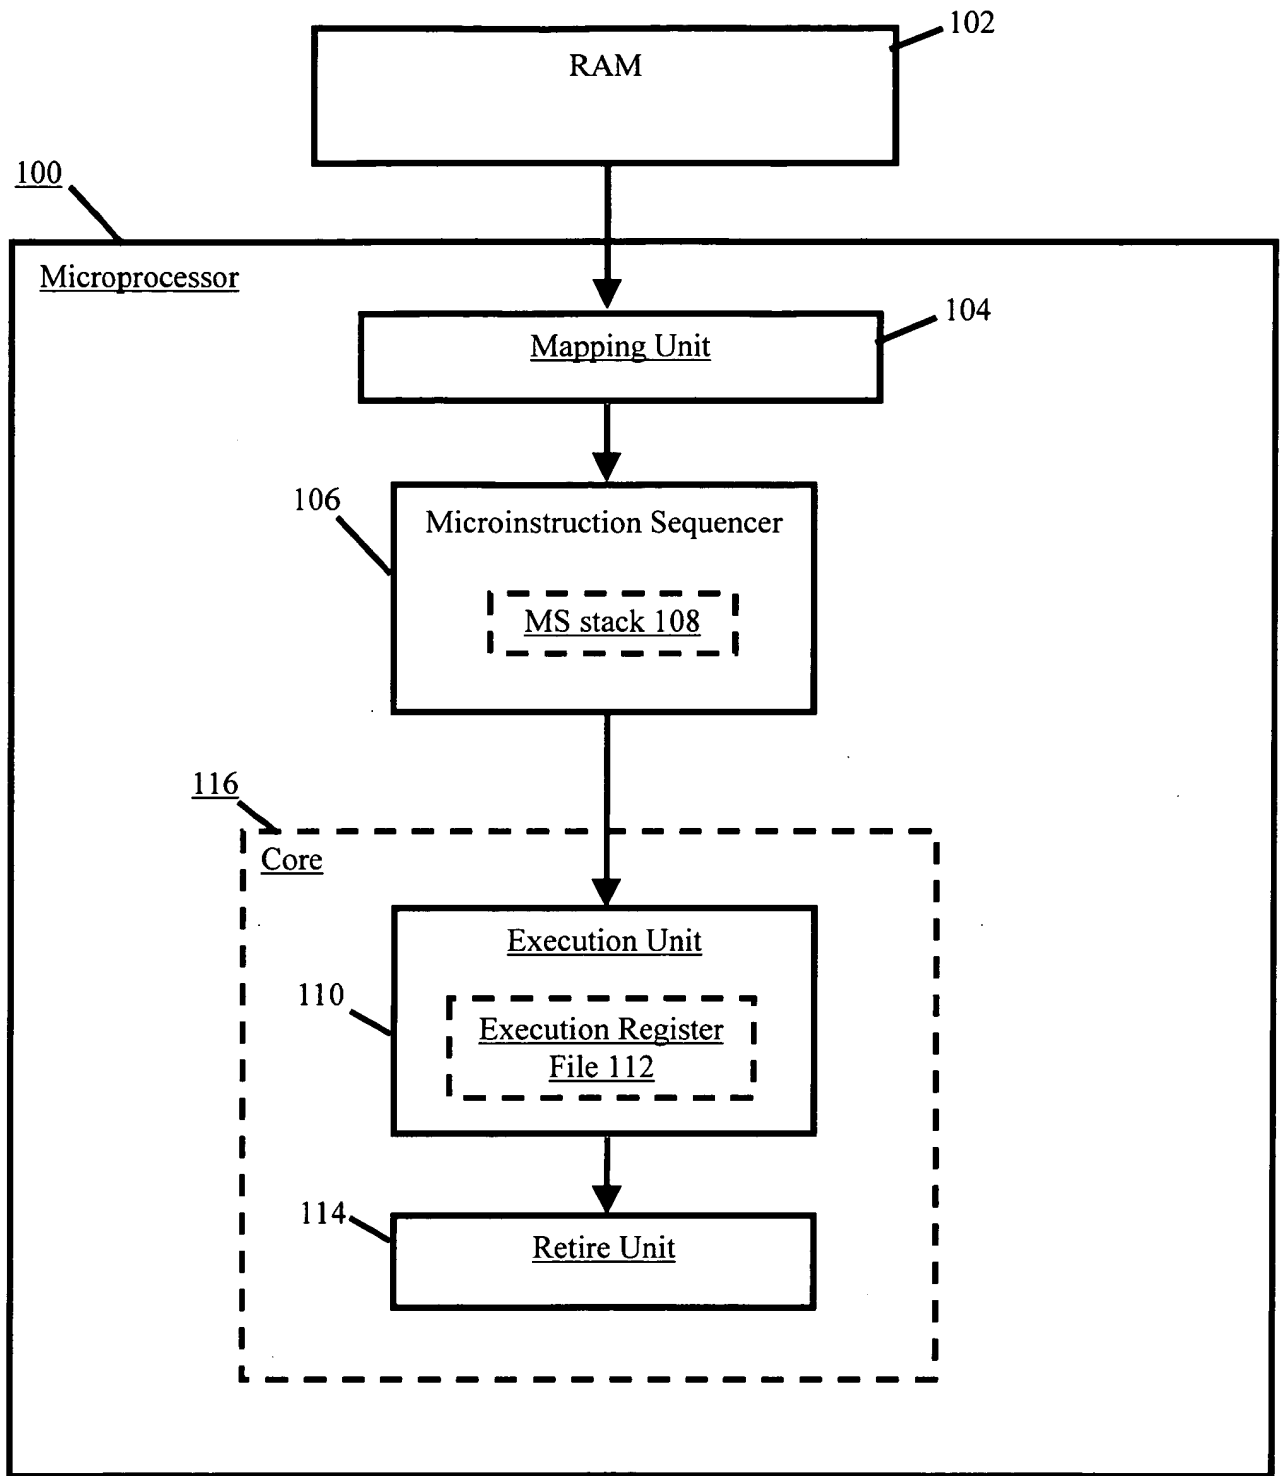 102
RAM
100
Microprocessor
104
Mapping Unit
106
Microinstruction Sequencer
MS stack 108
116
Core
Execution Unit
110
Execution Register
File 112
114
Retire Unit